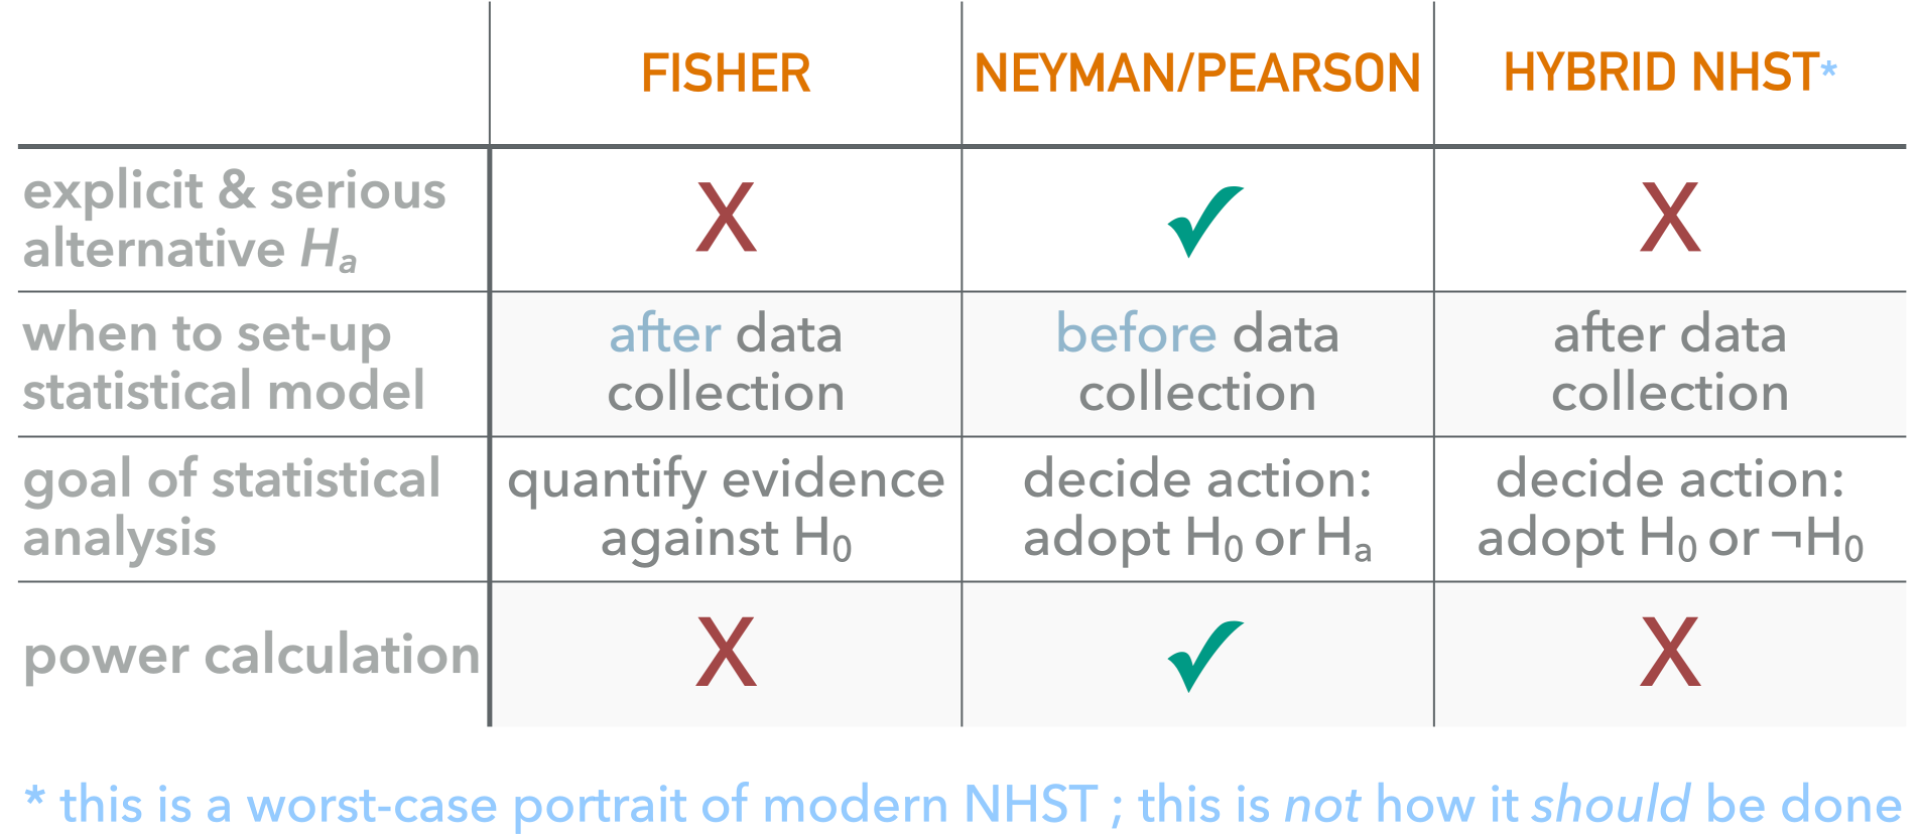 FISHER NEYMAN/PEARSON HYBRID NHST*
explicit & serious
alternative Hₐ
X ✓ X
when to set-up
statistical model
after data
collection
before data
collection
after data
collection
goal of statistical
analysis
quantify evidence
against H₀
decide action:
adopt H₀ or Hₐ
decide action:
adopt H₀ or ¬H₀
power calculation
X ✓ X
* this is a worst-case portrait of modern NHST ; this is not how it should be done